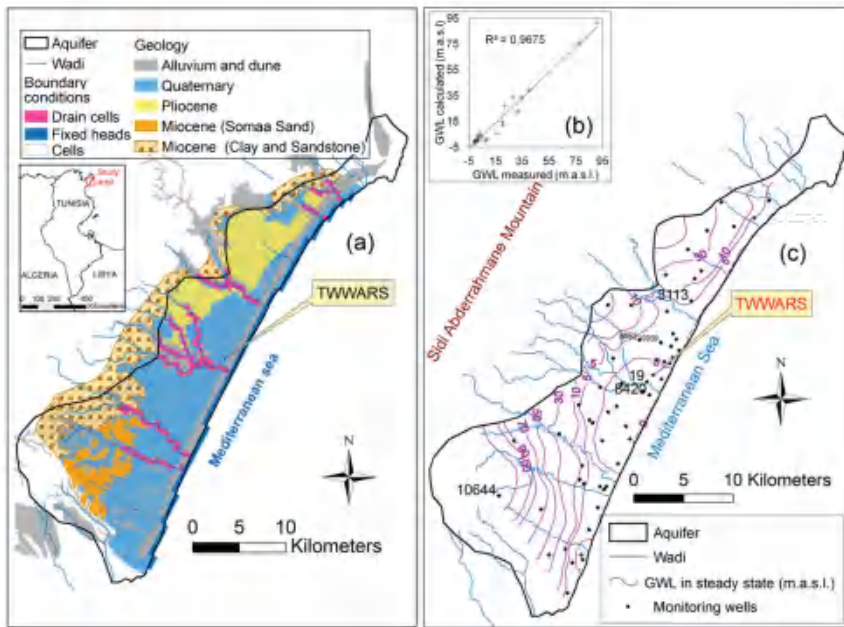 Aquifer
Wadi
Boundary
conditions
Drain cells
Fixed heads
Cells
Geology
Alluvium and dune
Quaternary
Pliocene
Miocene (Somaa Sand)
Miocene (Clay and Sandstone)
Study
area
TUNISIA
ALGERIA
LIBYA
Kilometers
(a)
TWWARS
Mediterranean sea
N
0 5 10
Kilometers
95
75
55
35
15
-5
GWL calculated (m.a.s.l.)
R² = 0,9675
(b)
-5 15 35 55 75 95
GWL measured (m.a.s.l.)
Sidi Abderrahmane Mountain
(c)
TWWARS
Mediterranean Sea
19
8420
30
10
10644
N
0 5 10 Kilometers
Aquifer
Wadi
GWL in steady state (m.a.s.l.)
Monitoring wells